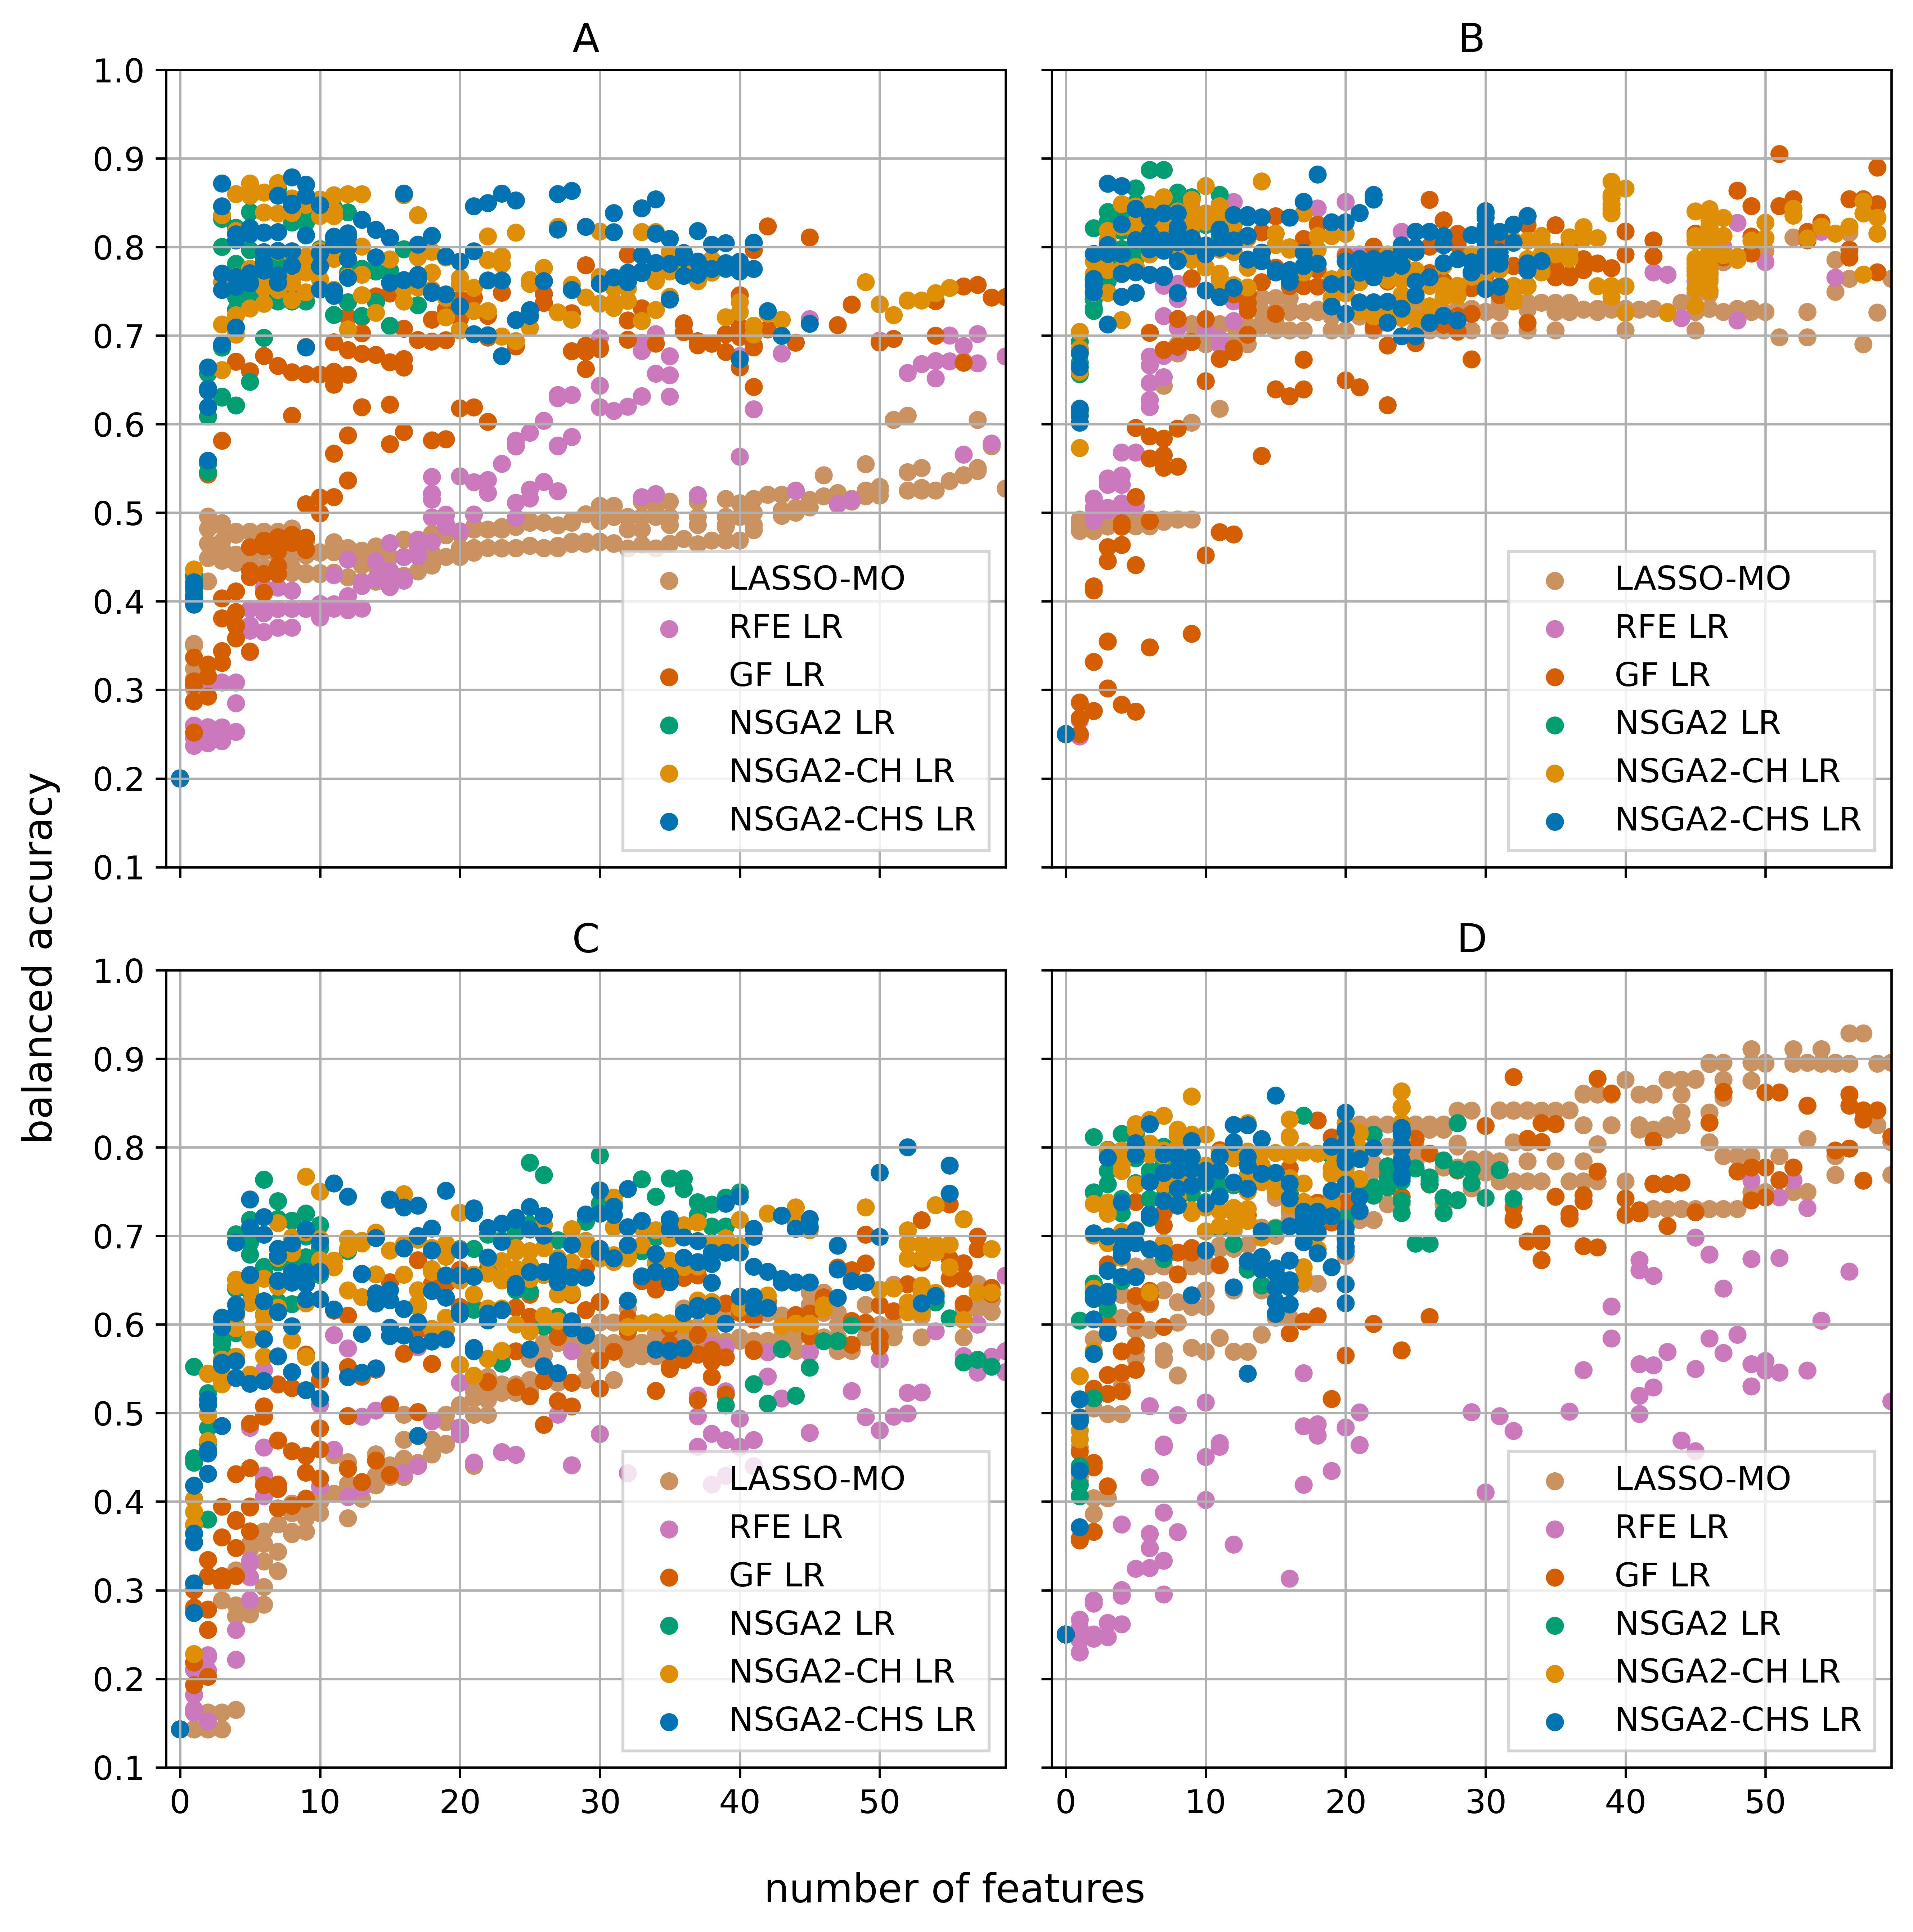 A
B
1.0
0.9
0.8
0.7
0.6
0.5
0.4
0.3
0.2
0.1
LASSO-MO
RFE LR
GF LR
NSGA2 LR
NSGA2-CH LR
NSGA2-CHS LR
LASSO-MO
RFE LR
GF LR
NSGA2 LR
NSGA2-CH LR
NSGA2-CHS LR
balanced accuracy
C
D
1.0
0.9
0.8
0.7
0.6
0.5
0.4
0.3
0.2
0.1
LASSO-MO
RFE LR
GF LR
NSGA2 LR
NSGA2-CH LR
NSGA2-CHS LR
LASSO-MO
RFE LR
GF LR
NSGA2 LR
NSGA2-CH LR
NSGA2-CHS LR
0 10 20 30 40 50
0 10 20 30 40 50
number of features